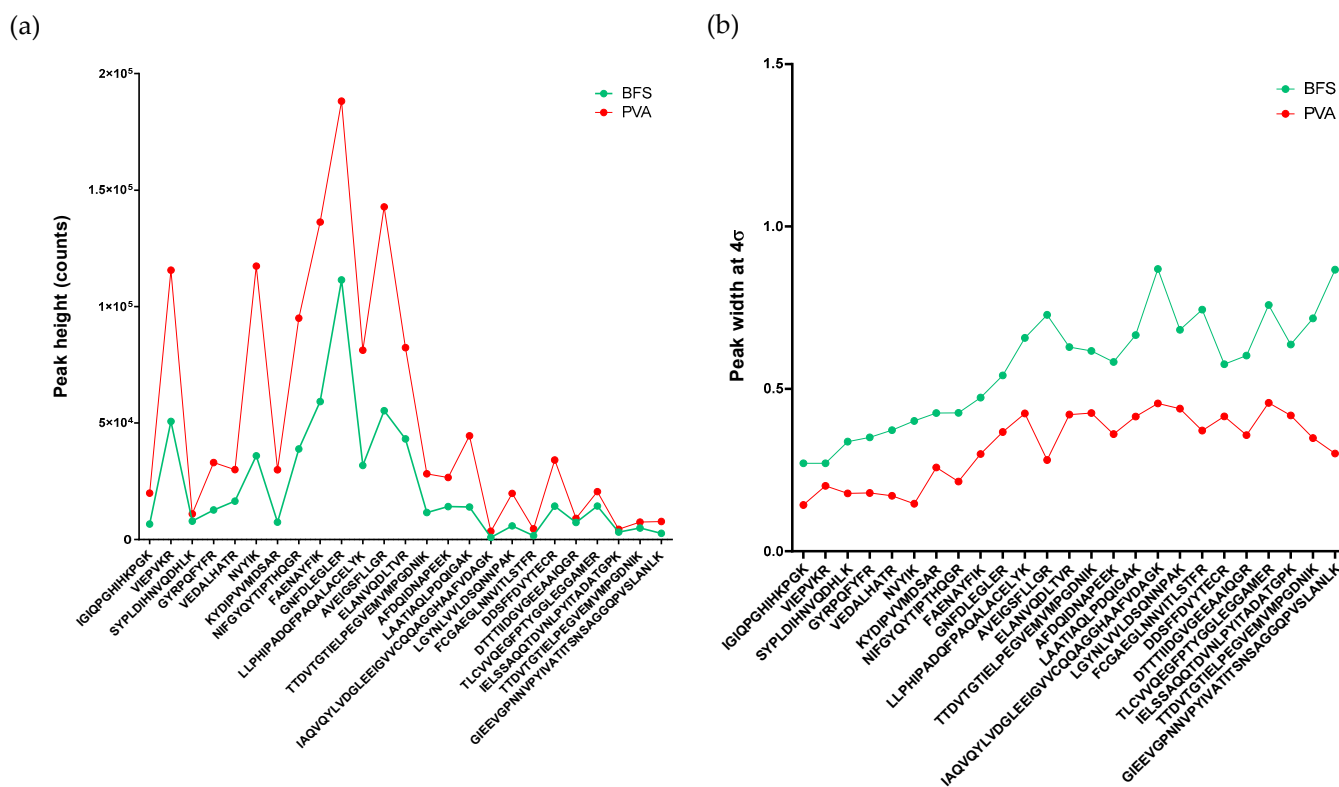 (a)
2×10⁵
1.5×10⁵
1×10⁵
5×10⁴
0
Peak height (counts)
BFS
PVA
IGIQPGHIHKPGK
VIEPVKR
SYPLDIHNVQDHLK
GYRPQFYFR
VEDALHATR
NVYIK
KYDIPVVMDSAR
NIFGYQYTIPTHQGR
FAENAYFIK
GNFDLEGLER
LLPHIPADQFPAQALACELYK
AVEIGSFLLGR
ELANVQDLTVR
TTDVTGTIELPEGVEMVMPGDNIK
AFDQIDNAPEEK
LAATIAQLPDQIGAK
IAQVQYLVDGLEEIGVVCQQAGGHAAFVDAGK
LGYNLVVLDSQNNPAK
FCGAEGLNNVITLSTFR
DDSFFDVYTECR
DTTTIIDGVGEEAAIQGR
TLCVVQEGFPTYGGLEGGAMER
IELSSAQQTDVNLPYITADATGPK
TTDVTGTIELPEGVEMVMPGDNIK
GIEEVGPNNVPYIVATITSNSAGGQPVSLANLLK
(b)
1.5
1.0
0.5
0.0
Peak width at 4σ
BFS
PVA
IGIQPGHIHKPGK
VIEPVKR
SYPLDIHNVQDHLK
GYRPQFYFR
VEDALHATR
NVYIK
KYDIPVVMDSAR
NIFGYQYTIPTHQGR
FAENAYFIK
GNFDLEGLER
LLPHIPADQFPAQALACELYK
AVEIGSFLLGR
ELANVQDLTVR
TTDVTGTIELPEGVEMVMPGDNIK
AFDQIDNAPEEK
LAATIAQLPDQIGAK
IAQVQYLVDGLEEIGVVCQQAGGHAAFVDAGK
LGYNLVVLDSQNNPAK
FCGAEGLNNVITLSTFR
DDSFFDVYTECR
DTTTIIDGVGEEAAIQGR
TLCVVQEGFPTYGGLEGGAMER
IELSSAQQTDVNLPYITADATGPK
TTDVTGTIELPEGVEMVMPGDNIK
GIEEVGPNNVPYIVATITSNSAGGQPVSLANLLK